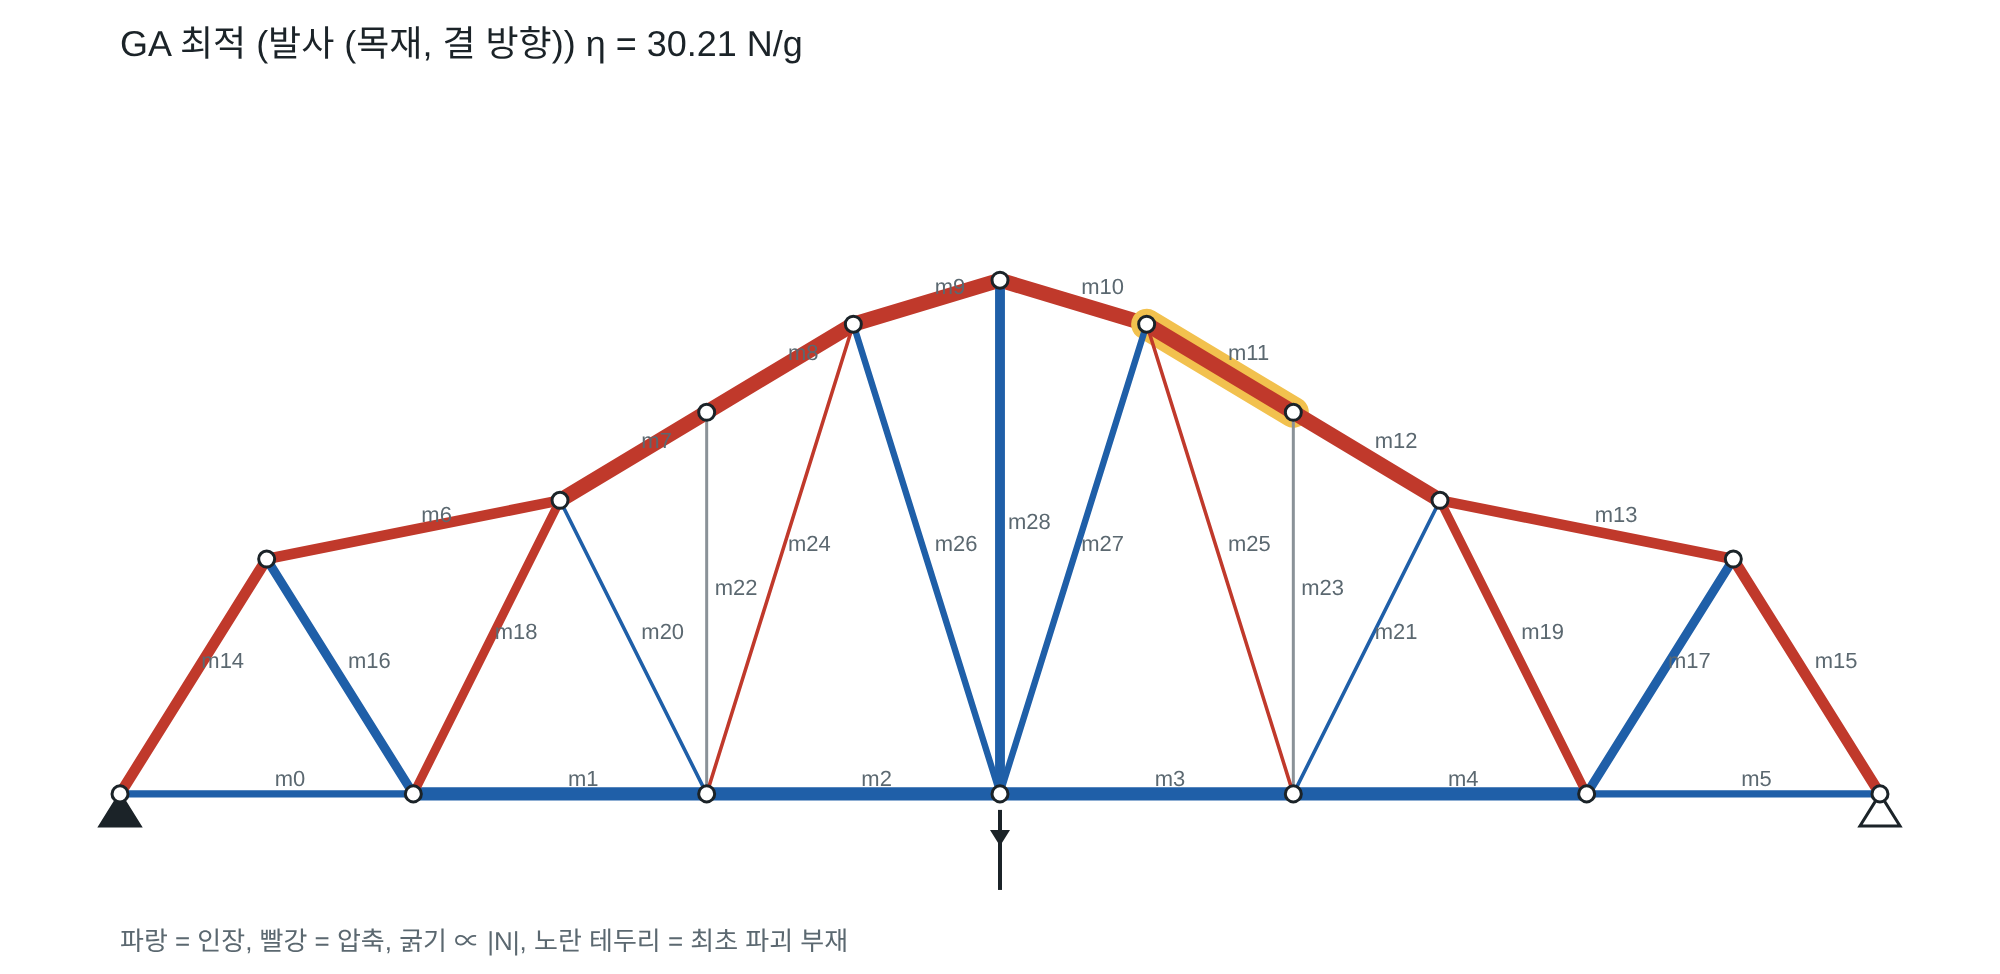 GA 최적 (발사 (목재, 결 방향)) η = 30.21 N/g
m9
m10
m8
m11
m7
m12
m6
m13
m28
m24
m26
m27
m25
m22
m23
m18
m20
m21
m19
m14
m16
m17
m15
m0
m1
m2
m3
m4
m5
파랑 = 인장, 빨강 = 압축, 굵기 ∝ |N|, 노란 테두리 = 최초 파괴 부재